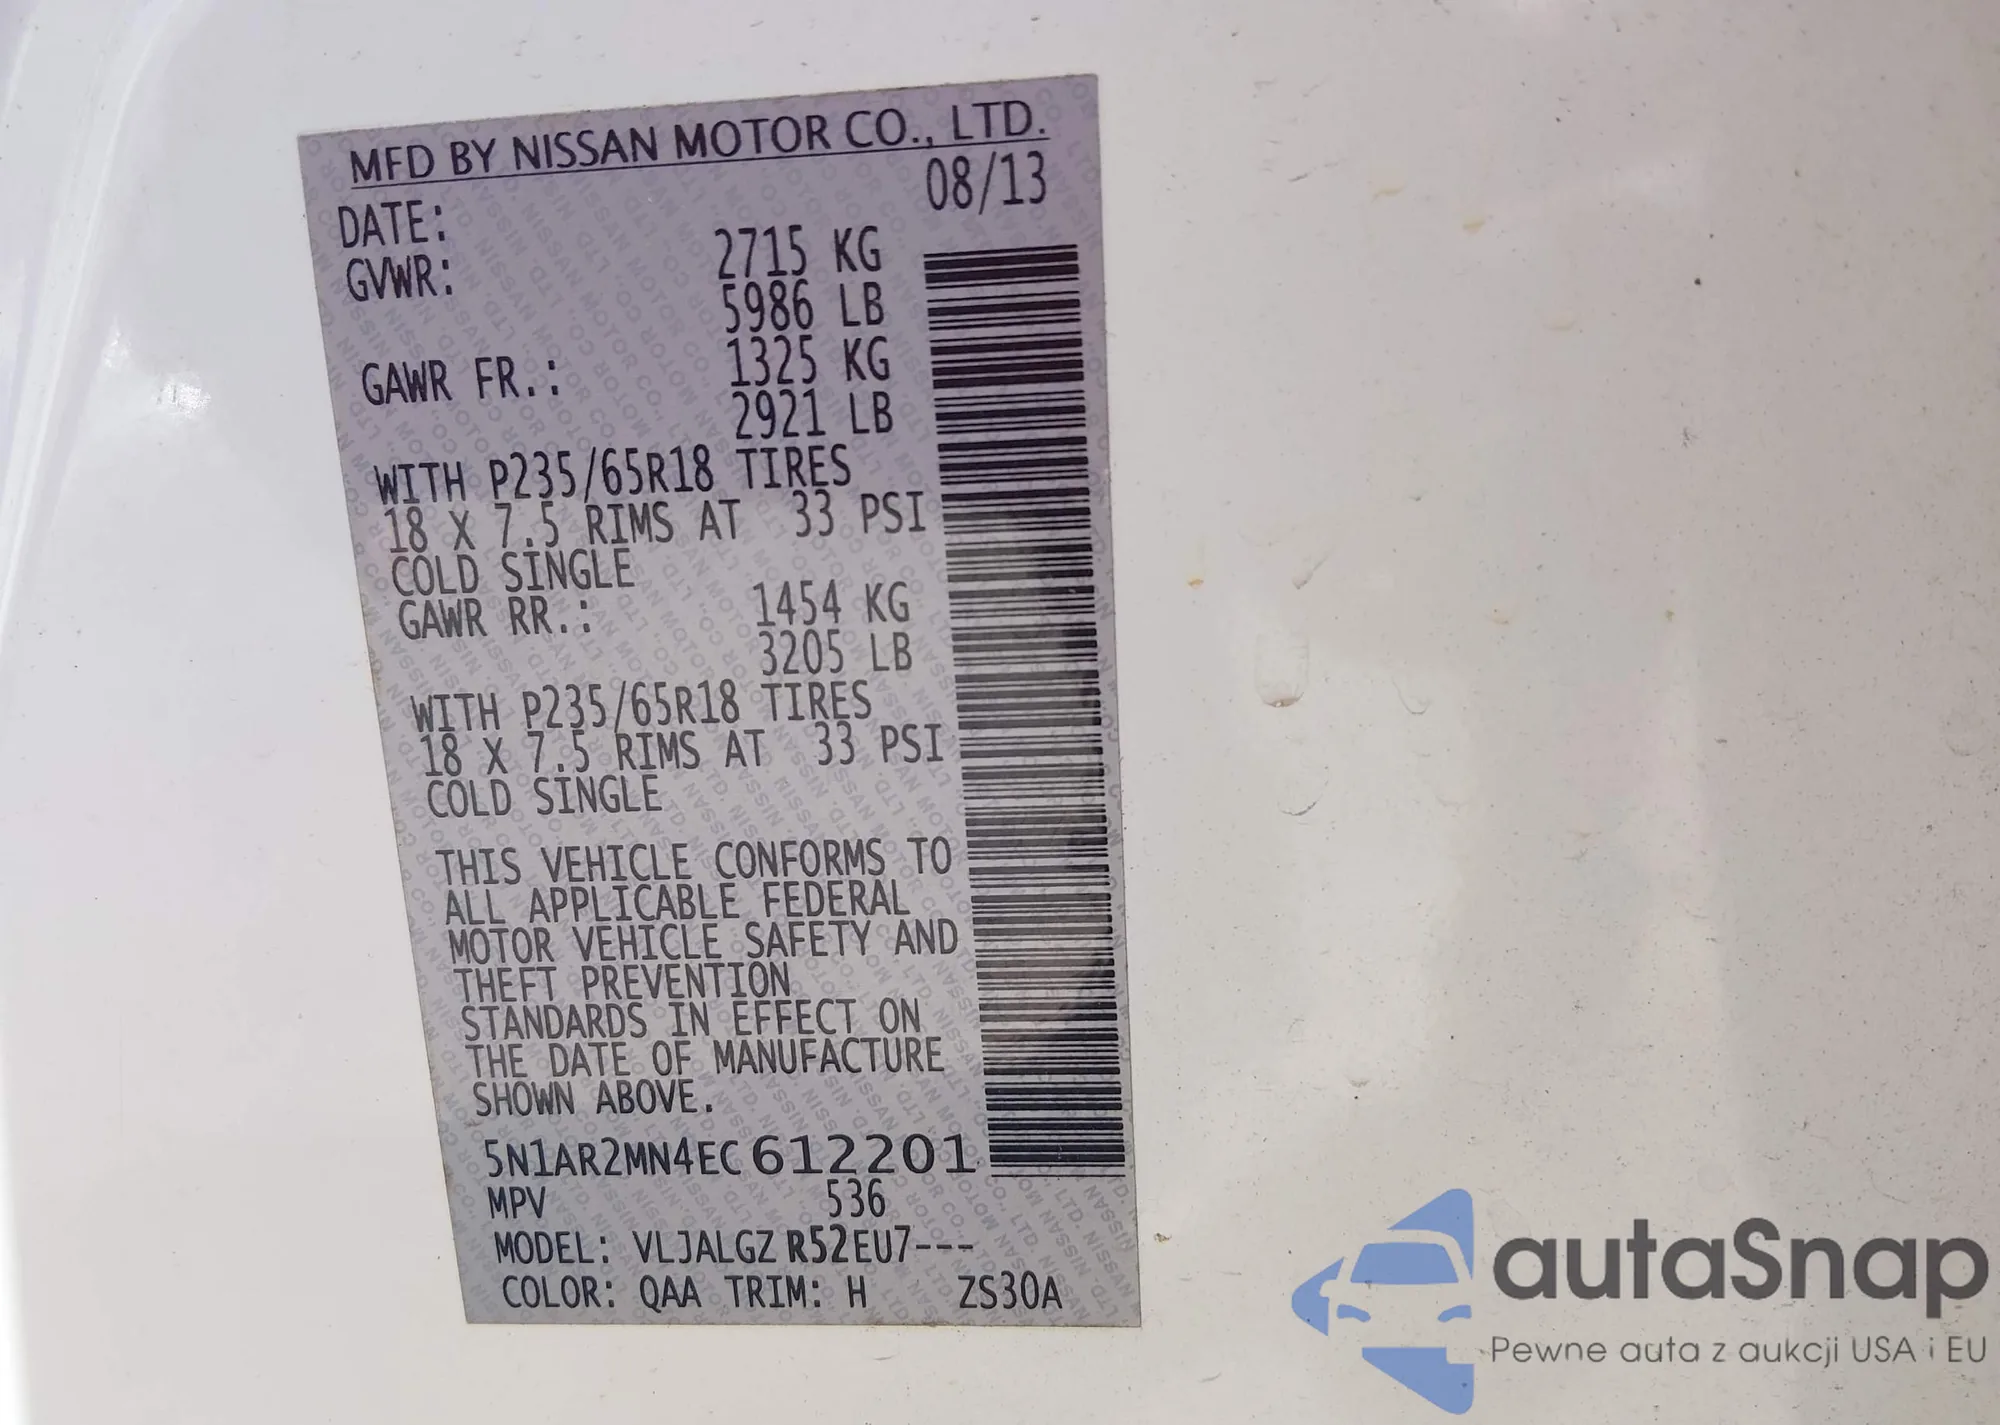 MFD BY NISSAN MOTOR CO., LTD.
DATE: 08/13
GVWR: 2715 KG
5986 LB
GAWR FR.: 1325 KG
2921 LB
WITH P235/65R18 TIRES
18 X 7.5 RIMS AT 33 PSI
COLD SINGLE
GAWR RR.: 1454 KG
3205 LB
WITH P235/65R18 TIRES
18 X 7.5 RIMS AT 33 PSI
COLD SINGLE
THIS VEHICLE CONFORMS TO
ALL APPLICABLE FEDERAL
MOTOR VEHICLE SAFETY AND
THEFT PREVENTION
STANDARDS IN EFFECT ON
THE DATE OF MANUFACTURE
SHOWN ABOVE.
5N1AR2MN4EC612201
MPV 536
MODEL: VLJALGZ R52EU7---
COLOR: QAA TRIM: H ZS30A
autaSnap
Pewne auta z aukcji USA i EU